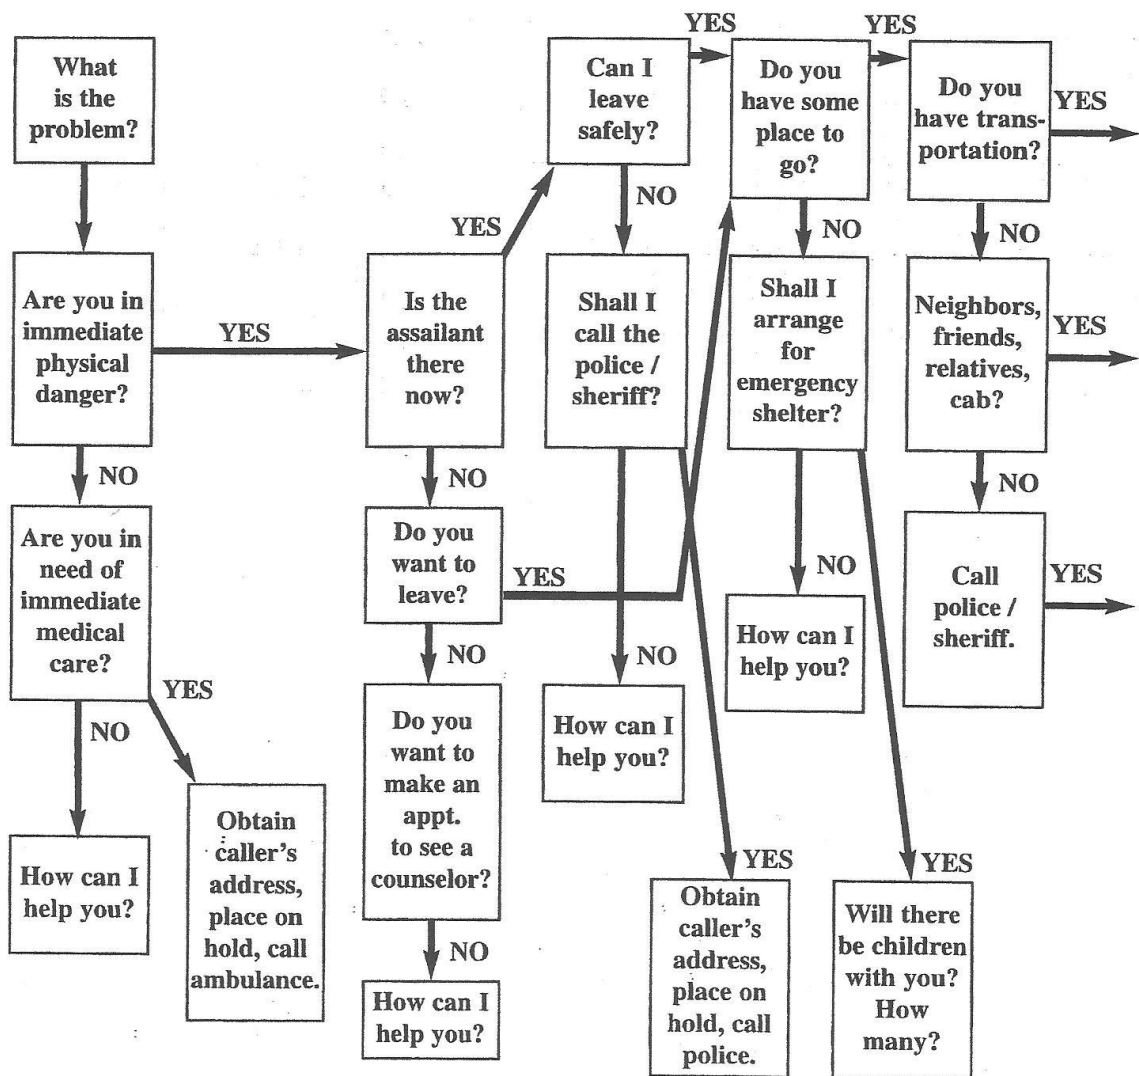 What
is the
problem?
Are you in
immediate
physical
danger?
YES
NO
Are you in
need of
immediate
medical
care?
YES
NO
How can I
help you?
Obtain
caller's
address,
place on
hold, call
ambulance.
Is the
assailant
there
now?
YES
NO
Do you
want to
leave?
YES
NO
Do you
want to
make an
appt.
to see a
counselor?
NO
How can I
help you?
Can I
leave
safely?
YES
NO
Shall I
call the
police /
sheriff?
NO
How can I
help you?
YES
Obtain
caller's
address,
place on
hold, call
police.
Do you
have some
place to
go?
YES
NO
Shall I
arrange
for
emergency
shelter?
NO
How can I
help you?
YES
Will there
be children
with you?
How
many?
Do you
have trans-
portation?
YES
NO
Neighbors,
friends,
relatives,
cab?
YES
NO
Call
police /
sheriff.
YES